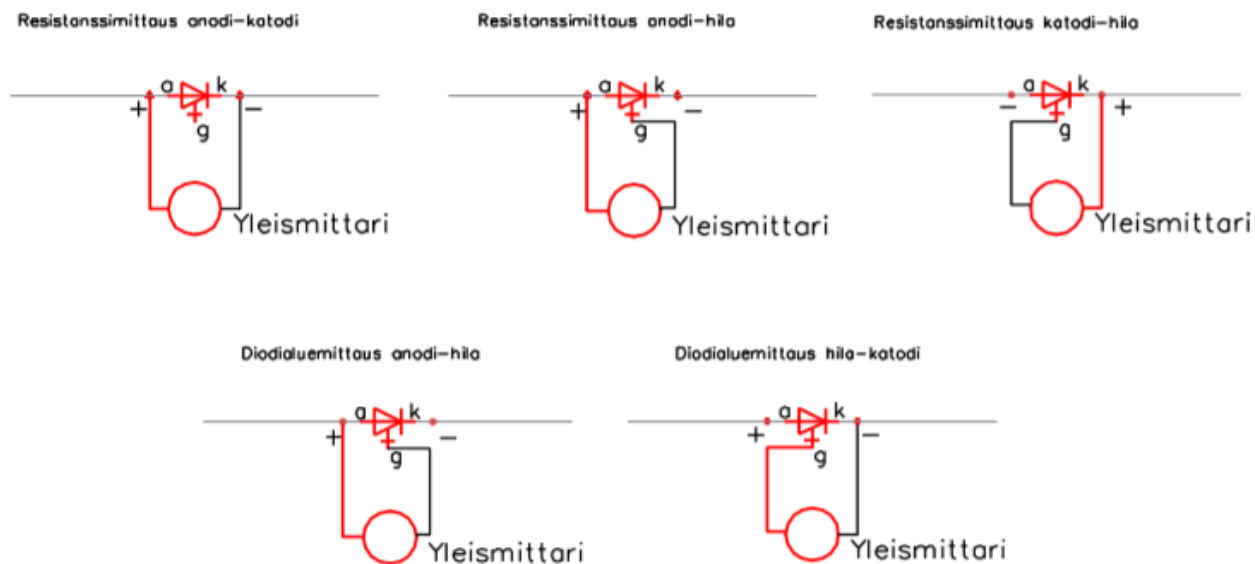 Resistanssimittaus anodi-katodi
Resistanssimittaus anodi-hila
Resistanssimittaus katodi-hila
a k
+ −
g
Yleismittari
a k
+ −
g
Yleismittari
a k
− +
g
Yleismittari
Diodialuemittaus anodi-hila
Diodialuemittaus hila-katodi
a k
+ −
g
Yleismittari
a k
+ −
g
Yleismittari